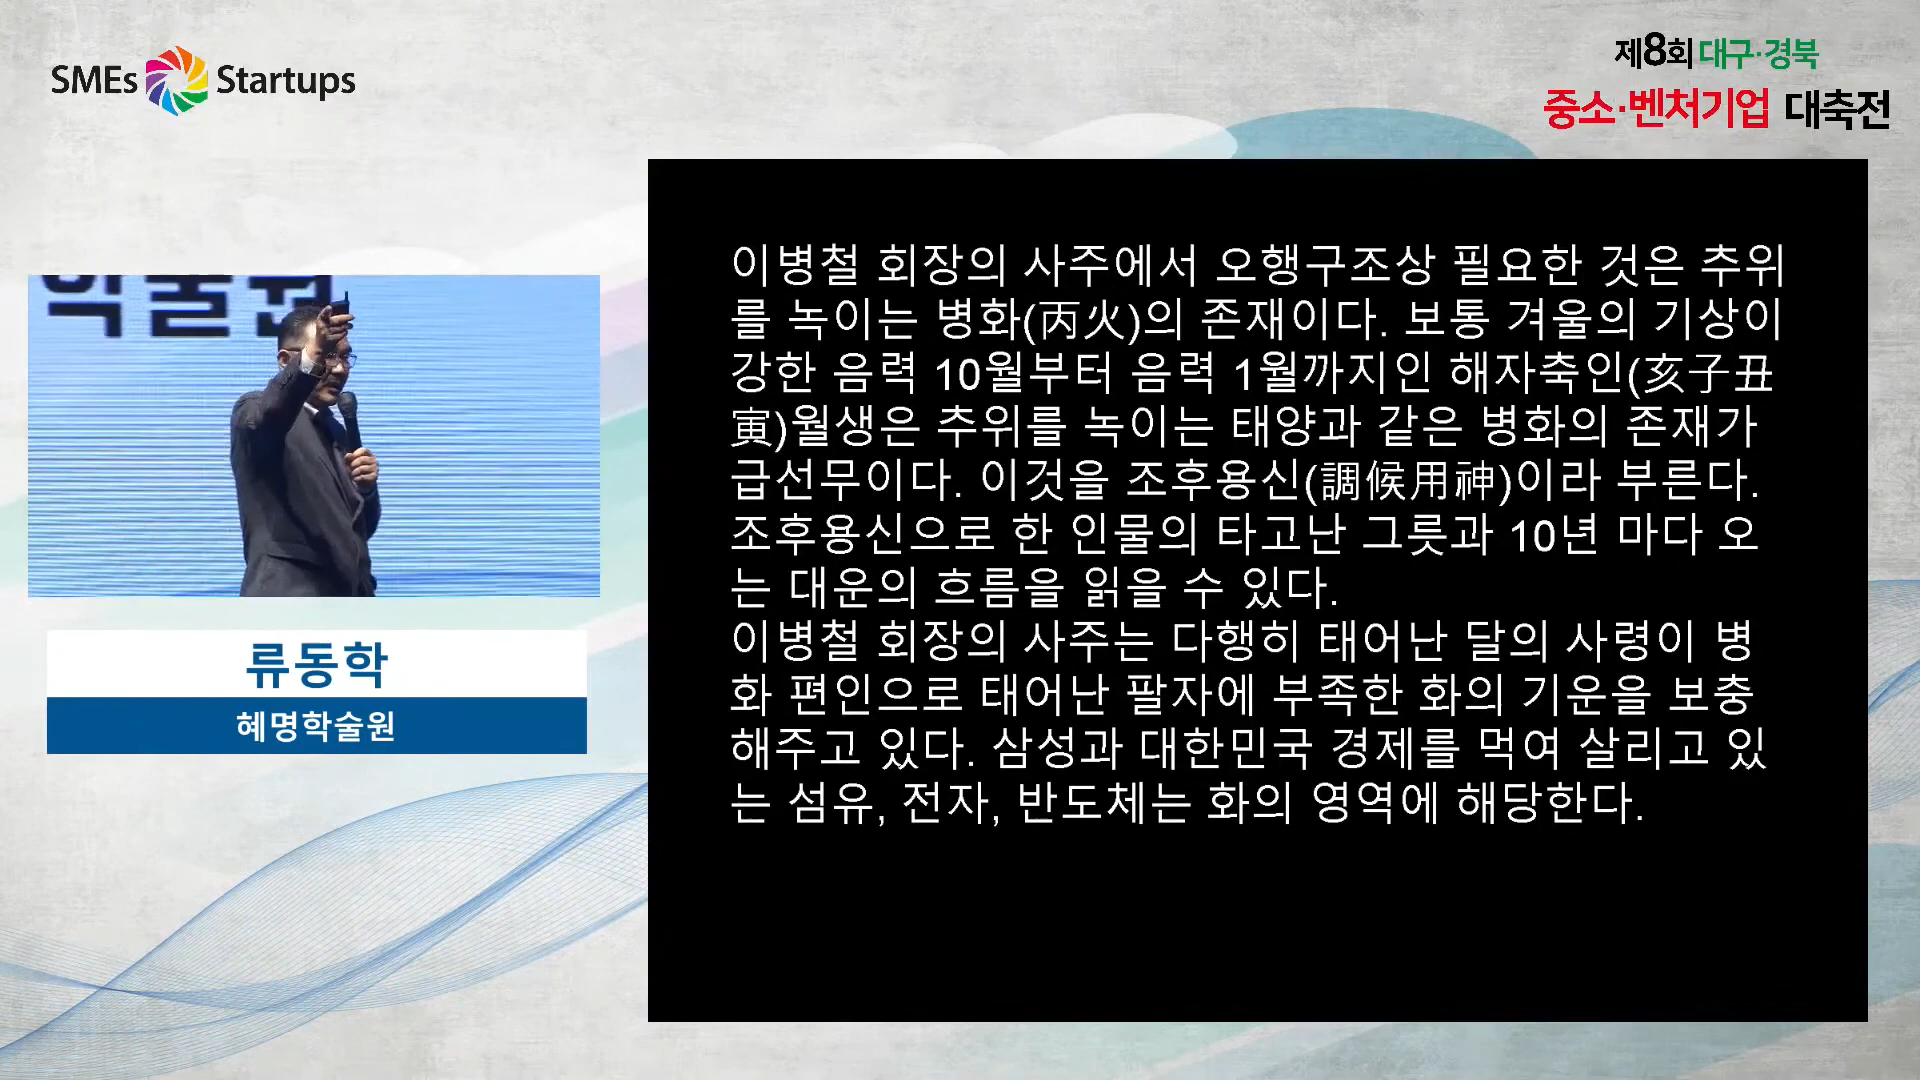 SMEs Startups
제8회 대구·경북
중소·벤처기업 대축전
학술원
류동학
혜명학술원
이병철 회장의 사주에서 오행구조상 필요한 것은 추위
를 녹이는 병화(丙火)의 존재이다. 보통 겨울의 기상이
강한 음력 10월부터 음력 1월까지인 해자축인(亥子丑
寅)월생은 추위를 녹이는 태양과 같은 병화의 존재가
급선무이다. 이것을 조후용신(調候用神)이라 부른다.
조후용신으로 한 인물의 타고난 그릇과 10년 마다 오
는 대운의 흐름을 읽을 수 있다.
이병철 회장의 사주는 다행히 태어난 달의 사령이 병
화 편인으로 태어난 팔자에 부족한 화의 기운을 보충
해주고 있다. 삼성과 대한민국 경제를 먹여 살리고 있
는 섬유, 전자, 반도체는 화의 영역에 해당한다.